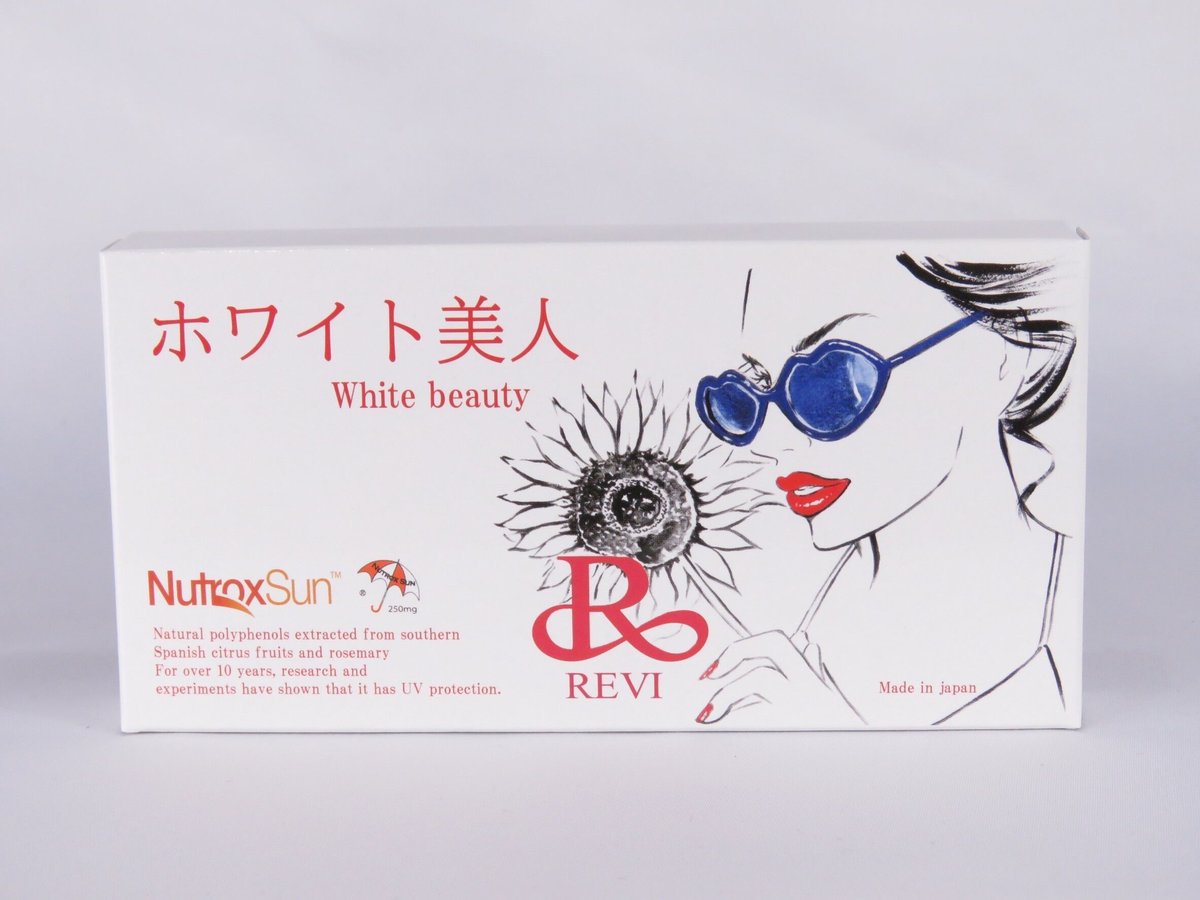 ホワイト美人
White beauty
NutroxSun™
NUTROX SUN
®
250mg
Natural polyphenols extracted from southern
Spanish citrus fruits and rosemary
For over 10 years, research and
experiments have shown that it has UV protection.
R
REVI
Made in japan